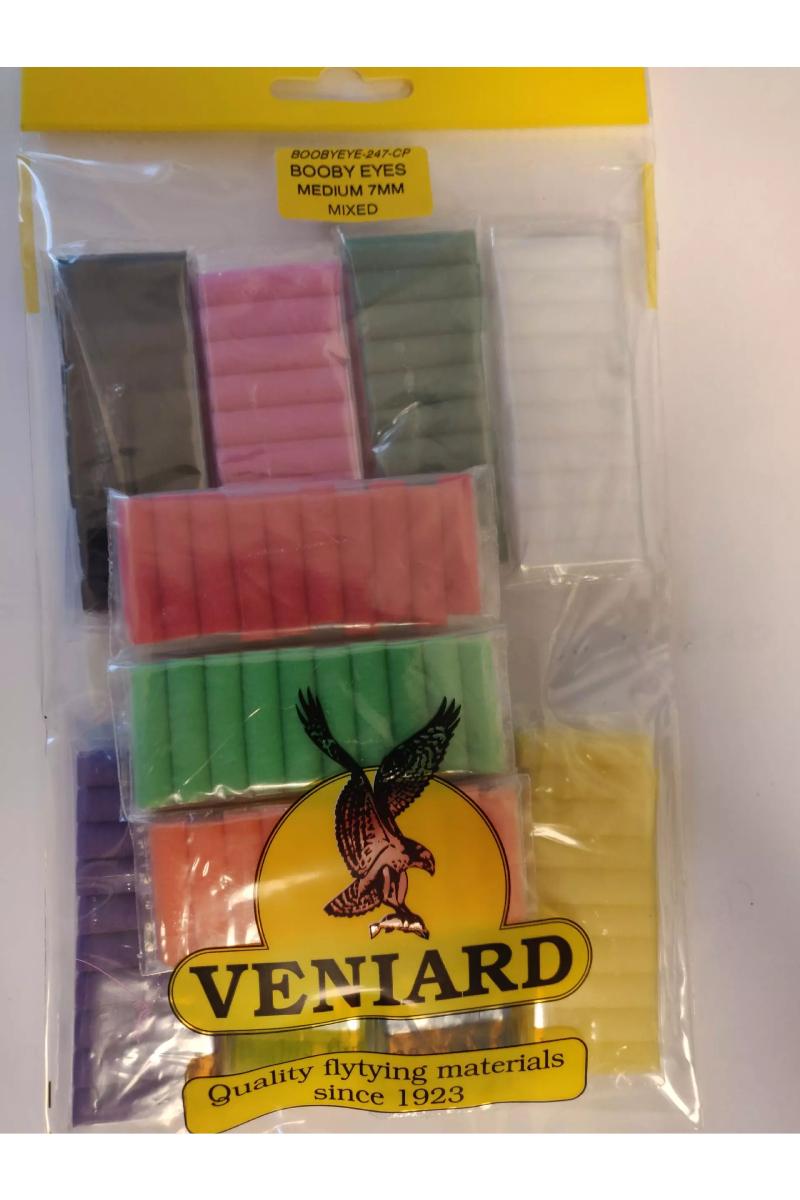 BOOBYEYE-247-CP
BOOBY EYES
MEDIUM 7MM
MIXED
VENIARD
Quality flytying materials
since 1923